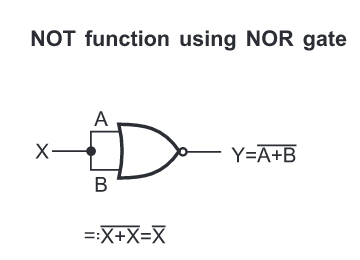 NOT function using NOR gate
A
X
Y=A̅+̅B̅
B
=:X̅+̅X̅=X̅